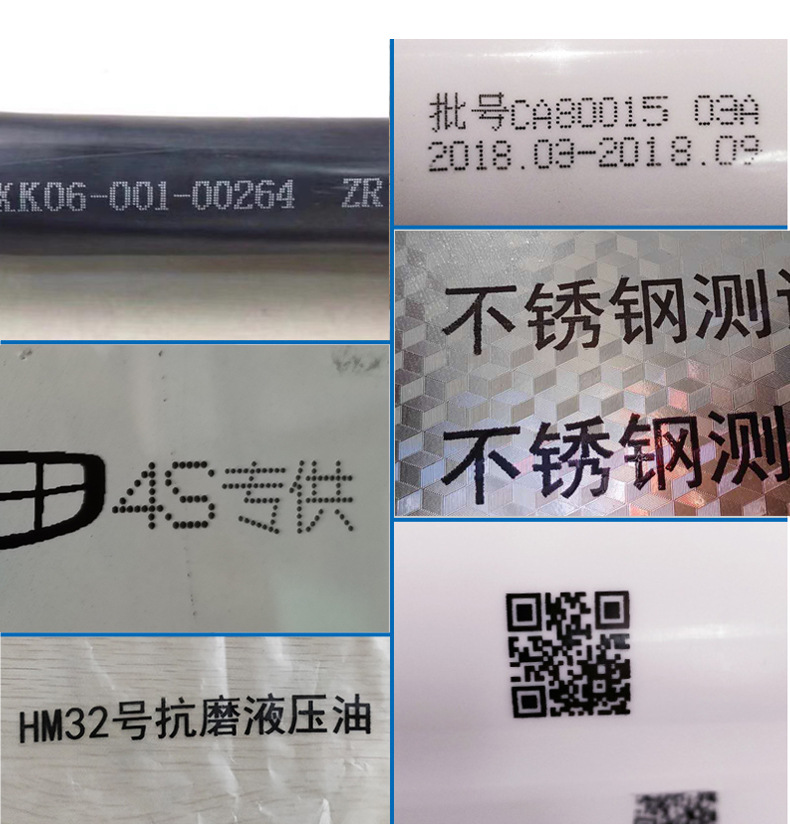 XK06-001-00264 ZR
批号CA80015 03A
2018.09-2018.09
不锈钢测
不锈钢测
4S专供
HM32号抗磨液压油